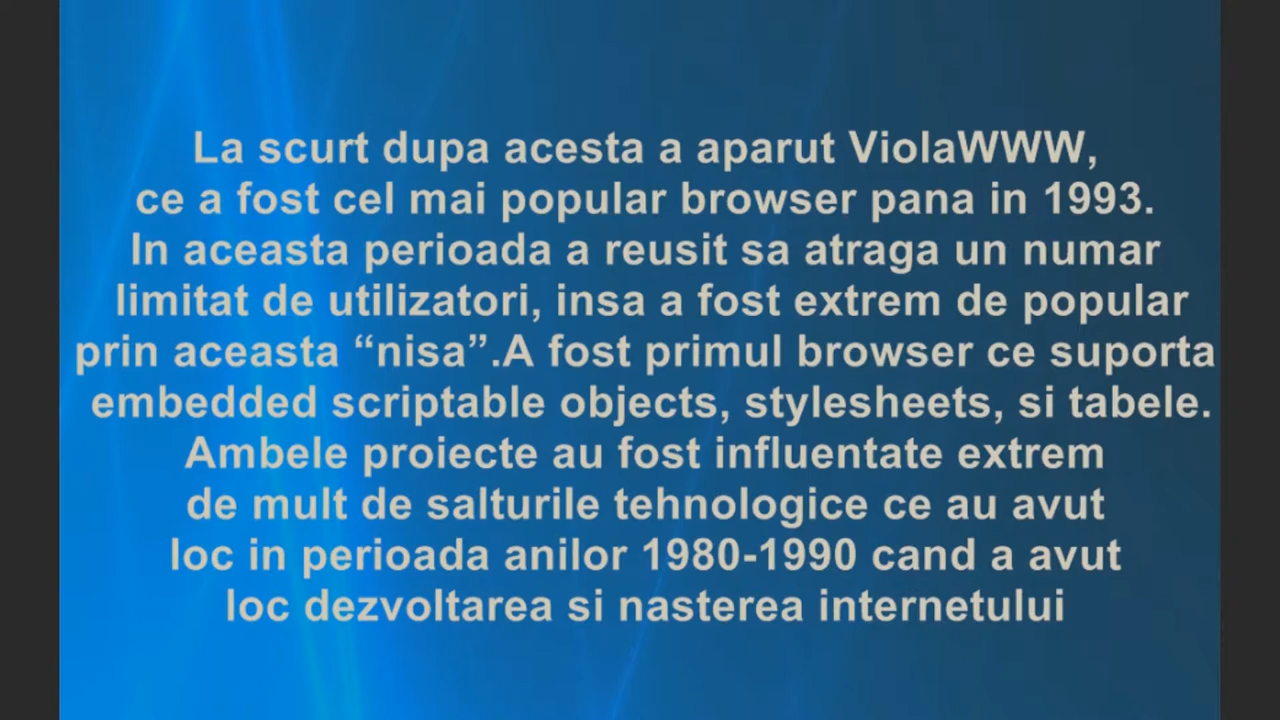 La scurt dupa acesta a aparut ViolaWWW,
ce a fost cel mai popular browser pana in 1993.
In aceasta perioada a reusit sa atraga un numar
limitat de utilizatori, insa a fost extrem de popular
prin aceasta “nisa”.A fost primul browser ce suporta
embedded scriptable objects, stylesheets, si tabele.
Ambele proiecte au fost influentate extrem
de mult de salturile tehnologice ce au avut
loc in perioada anilor 1980-1990 cand a avut
loc dezvoltarea si nasterea internetului